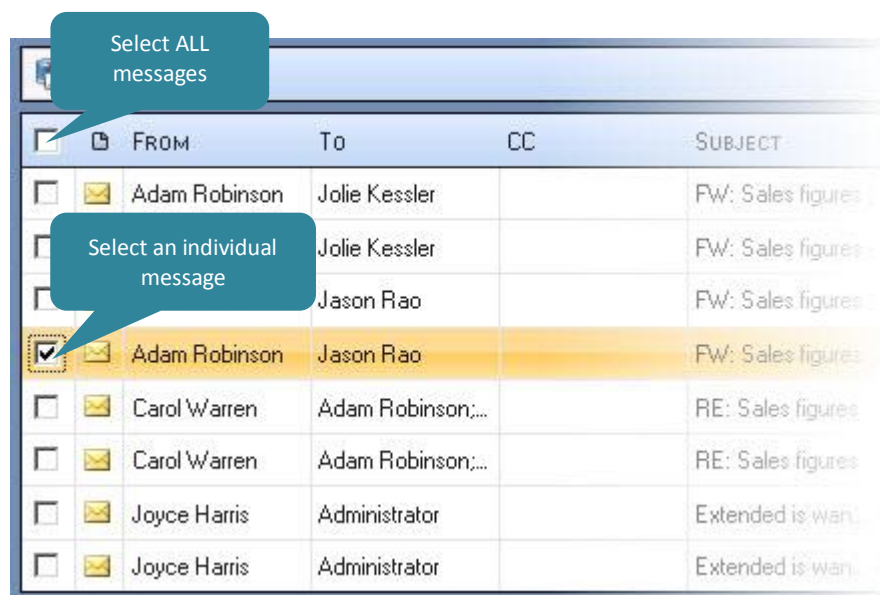 Select ALL
messages
FROM TO CC SUBJECT
Adam Robinson Jolie Kessler FW: Sales figures
Select an individual
message
Jolie Kessler FW: Sales figures
Jason Rao FW: Sales figures
Adam Robinson Jason Rao FW: Sales figures
Carol Warren Adam Robinson;... RE: Sales figures
Carol Warren Adam Robinson;... RE: Sales figures
Joyce Harris Administrator Extended is wan...
Joyce Harris Administrator Extended is wan...